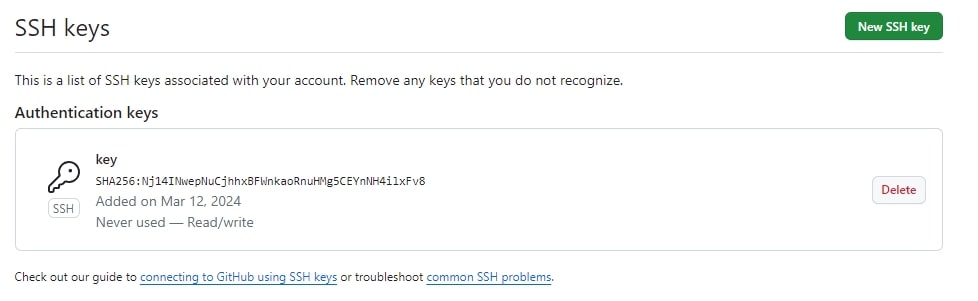 SSH keys
New SSH key
This is a list of SSH keys associated with your account. Remove any keys that you do not recognize.
Authentication keys
key
SHA256:Nj14INwepNuCjhhxBFWnkaoRnuHMg5CEYnNH4ilxFv8
SSH
Added on Mar 12, 2024
Never used — Read/write
Delete
Check out our guide to connecting to GitHub using SSH keys or troubleshoot common SSH problems.